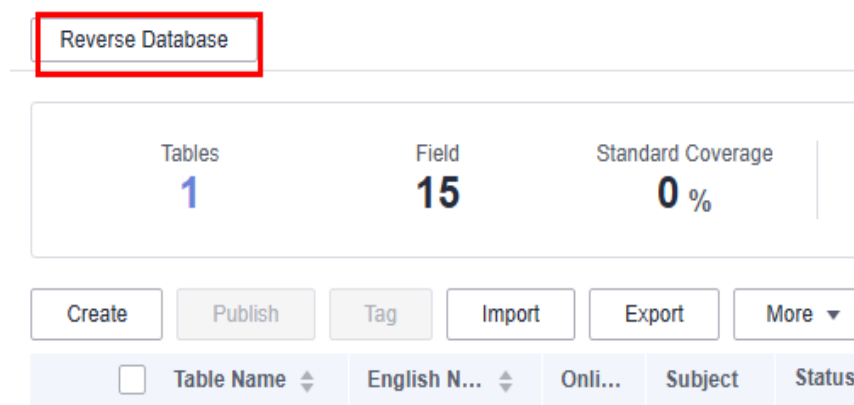 Reverse Database
Tables Field Standard Coverage
1 15 0 %
Create Publish Tag Import Export More
Table Name English N... Onli... Subject Status